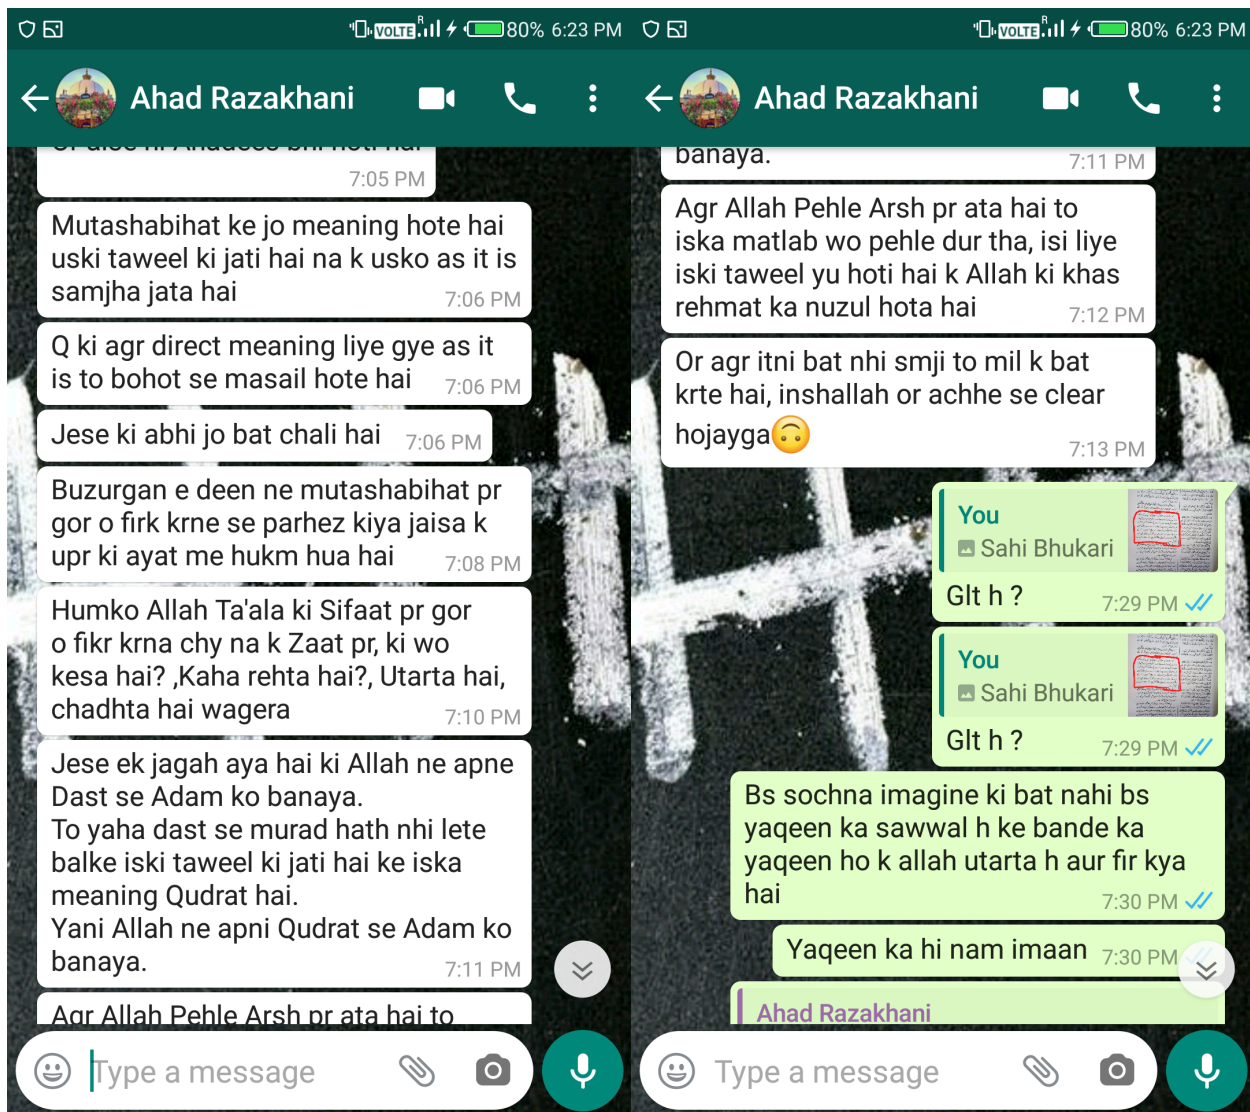 VOLTE R 80% 6:23 PM
Ahad Razakhani
7:05 PM
Mutashabihat ke jo meaning hote hai
uski taweel ki jati hai na k usko as it is
samjha jata hai
7:06 PM
Q ki agr direct meaning liye gye as it
is to bohot se masail hote hai
7:06 PM
Jese ki abhi jo bat chali hai
7:06 PM
Buzurgan e deen ne mutashabihat pr
gor o firk krne se parhez kiya jaisa k
upr ki ayat me hukm hua hai
7:08 PM
Humko Allah Ta'ala ki Sifaat pr gor
o fikr krna chy na k Zaat pr, ki wo
kesa hai? ,Kaha rehta hai?, Utarta hai,
chadhta hai wagera
7:10 PM
Jese ek jagah aya hai ki Allah ne apne
Dast se Adam ko banaya.
To yaha dast se murad hath nhi lete
balke iski taweel ki jati hai ke iska
meaning Qudrat hai.
Yani Allah ne apni Qudrat se Adam ko
banaya.
7:11 PM
Agr Allah Pehle Arsh pr ata hai to
Type a message
VOLTE R 80% 6:23 PM
Ahad Razakhani
banaya.
7:11 PM
Agr Allah Pehle Arsh pr ata hai to
iska matlab wo pehle dur tha, isi liye
iski taweel yu hoti hai k Allah ki khas
rehmat ka nuzul hota hai
7:12 PM
Or agr itni bat nhi smji to mil k bat
krte hai, inshallah or achhe se clear
hojayga🙃
7:13 PM
You
Sahi Bhukari
Glt h ?
7:29 PM
You
Sahi Bhukari
Glt h ?
7:29 PM
Bs sochna imagine ki bat nahi bs
yaqeen ka sawwal h ke bande ka
yaqeen ho k allah utarta h aur fir kya
hai
7:30 PM
Yaqeen ka hi nam imaan
7:30 PM
Ahad Razakhani
Type a message